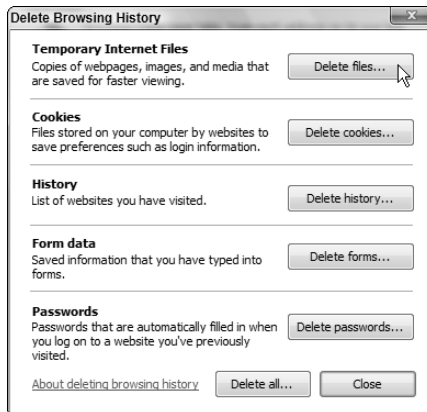 Delete Browsing History
Temporary Internet Files
Copies of webpages, images, and media that
are saved for faster viewing.
Delete files...
Cookies
Files stored on your computer by websites to
save preferences such as login information.
Delete cookies...
History
List of websites you have visited.
Delete history...
Form data
Saved information that you have typed into
forms.
Delete forms...
Passwords
Passwords that are automatically filled in when
you log on to a website you've previously
visited.
Delete passwords...
About deleting browsing history
Delete all...
Close